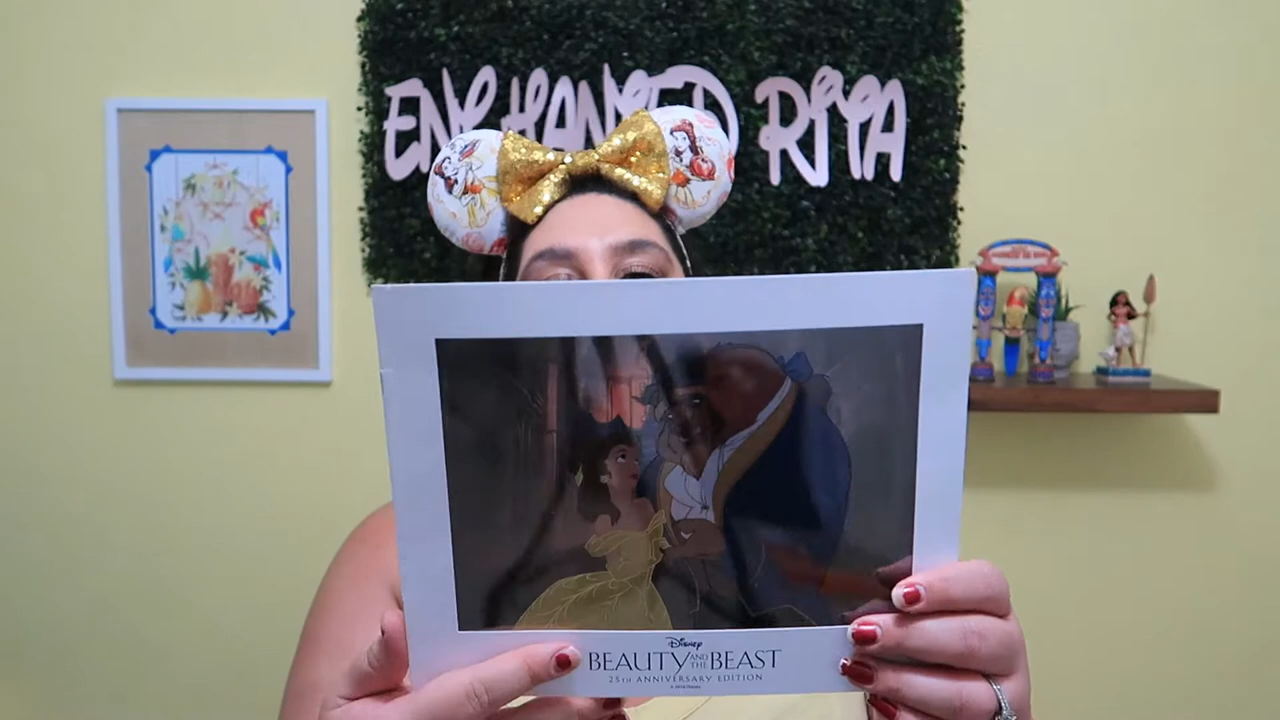 ENCHANTED RIYA
Disney
BEAUTY AND THE BEAST
25TH ANNIVERSARY EDITION